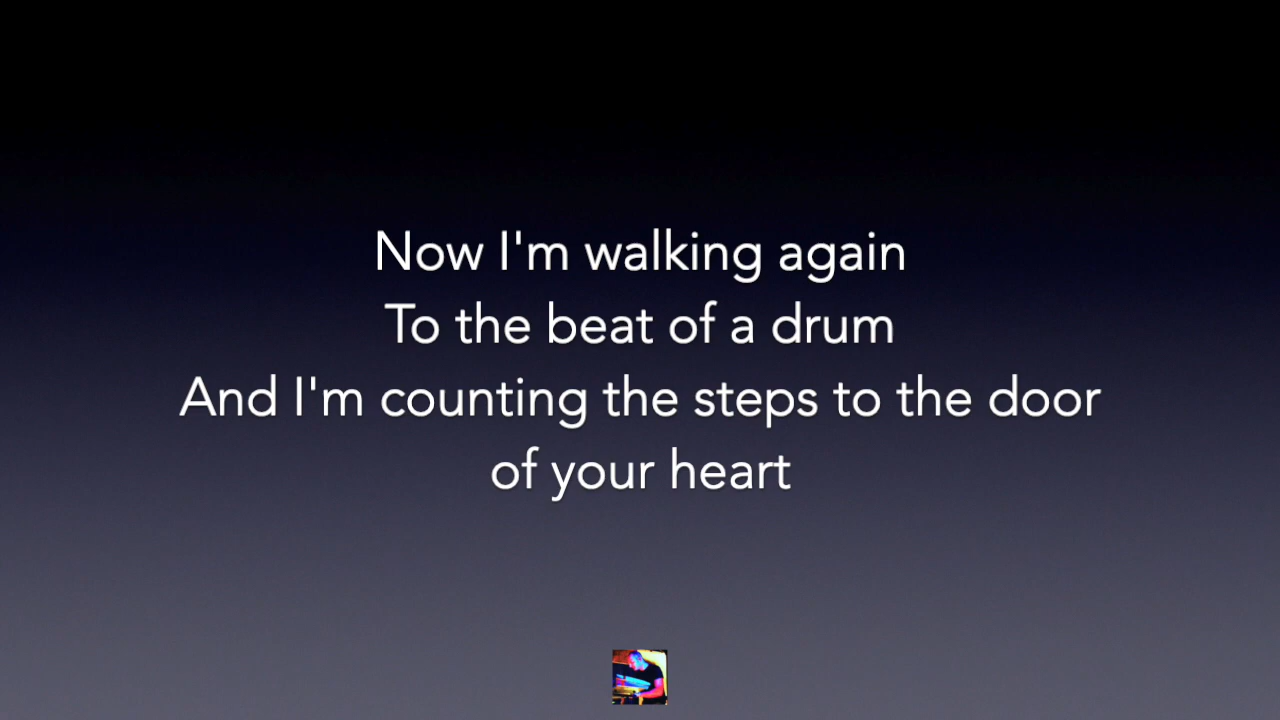 Now I'm walking again
To the beat of a drum
And I'm counting the steps to the door
of your heart